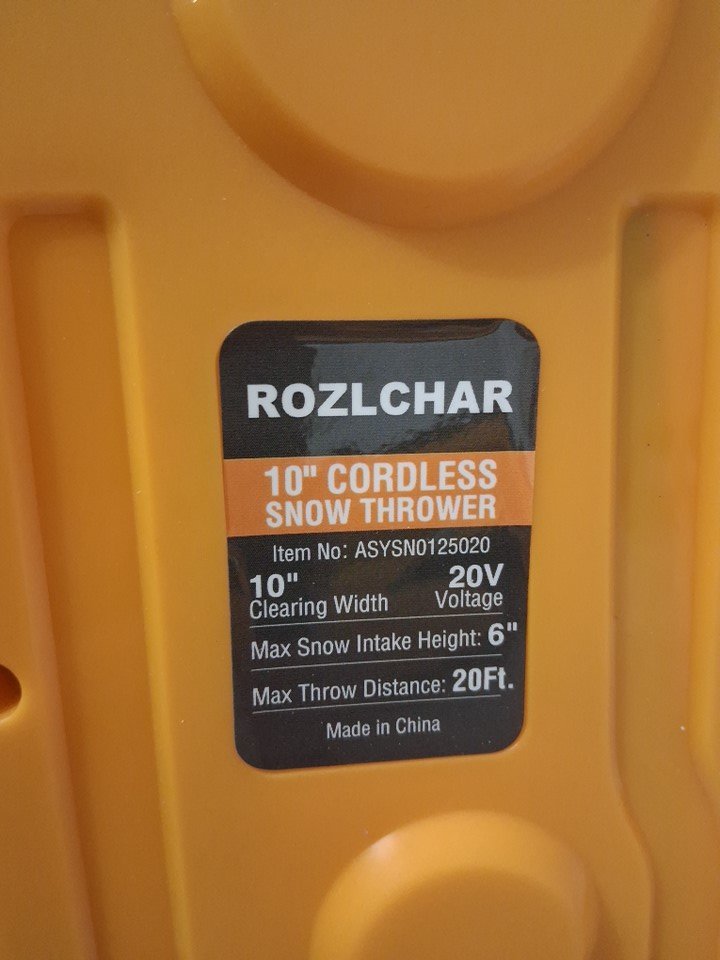 ROZLCHAR
10" CORDLESS
SNOW THROWER
Item No: ASYSN0125020
10" 20V
Clearing Width Voltage
Max Snow Intake Height: 6"
Max Throw Distance: 20Ft.
Made in China